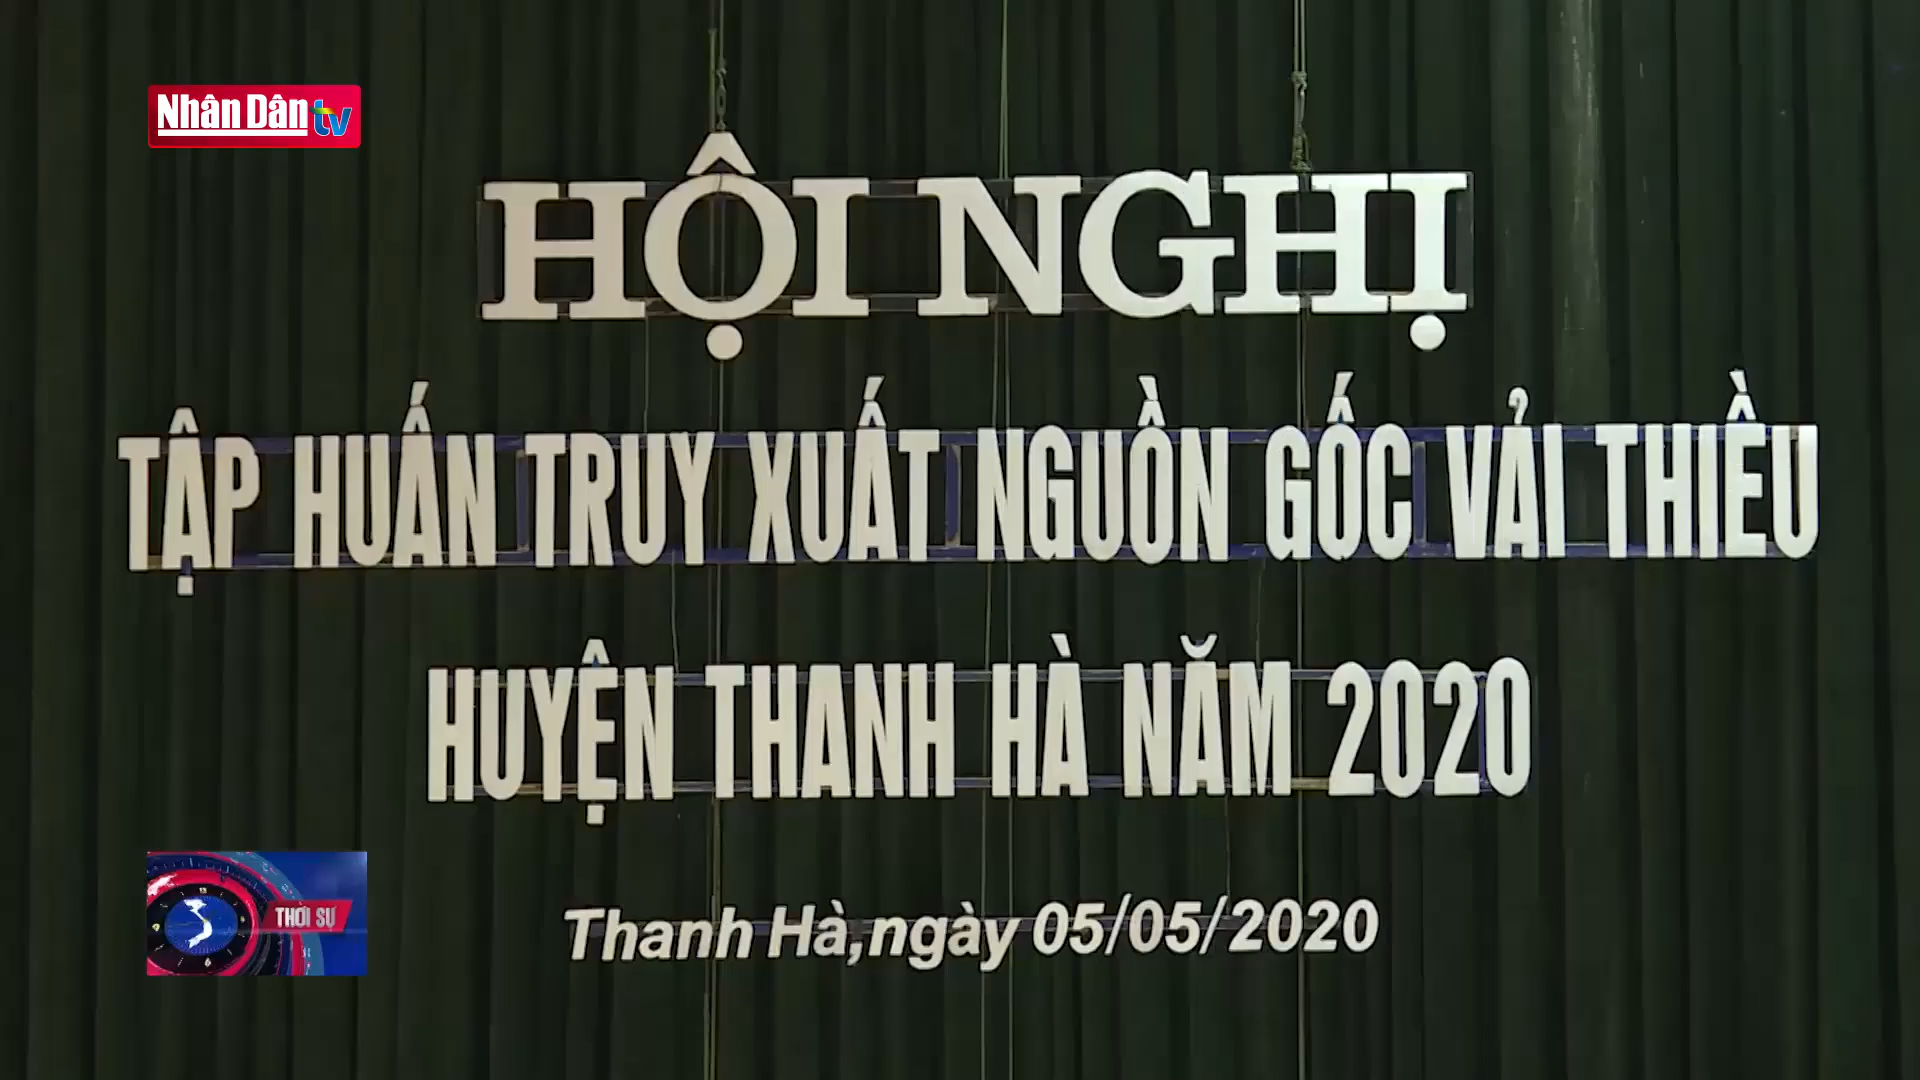 Nhân Dân tv
HỘI NGHỊ
TẬP HUẤN TRUY XUẤT NGUỒN GỐC VẢI THIỀU
HUYỆN THANH HÀ NĂM 2020
THỜI SỰ
Thanh Hà,ngày 05/05/2020